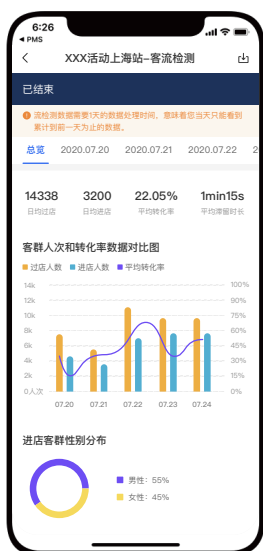 6:26
◀ PMS
XXX活动上海站-客流检测
已结束
流检测数据需要1天的数据处理时间，意味着您当天只能看到
累计到前一天为止的数据。
总览 2020.07.20 2020.07.21 2020.07.22 2
14338 3200 22.05% 1min15s
日均过店 日均进店 平均转化率 平均滞留时长
客群人次和转化率数据对比图
过店人数 进店人数 平均转化率
14k 100%
12k 90%
10k 75%
8k 60%
6k 45%
4k 30%
2k 15%
0人次 0%
07.20 07.21 07.22 07.23 07.24
进店客群性别分布
男性：55%
女性：45%